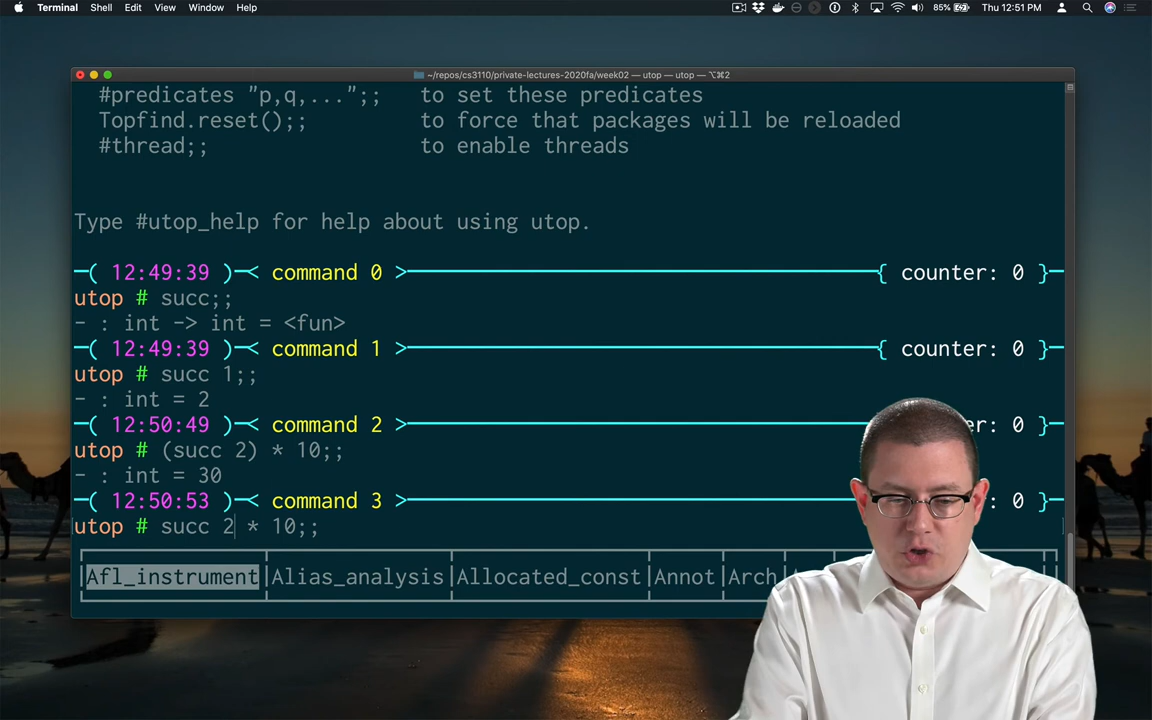 Terminal Shell Edit View Window Help 85% Thu 12:51 PM
~/repos/cs3110/private-lectures-2020fa/week02 — utop — utop — ⌥⌘2
#predicates "p,q,...";; to set these predicates
Topfind.reset();; to force that packages will be reloaded
#thread;; to enable threads
Type #utop_help for help about using utop.
─( 12:49:39 )─< command 0 >─{ counter: 0 }─
utop # succ;;
- : int -> int = <fun>
─( 12:49:39 )─< command 1 >─{ counter: 0 }─
utop # succ 1;;
- : int = 2
─( 12:50:49 )─< command 2 >─er: 0 }─
utop # (succ 2) * 10;;
- : int = 30
─( 12:50:53 )─< command 3 >─0 }─
utop # succ 2 * 10;;
Afl_instrument Alias_analysis Allocated_const Annot Arch